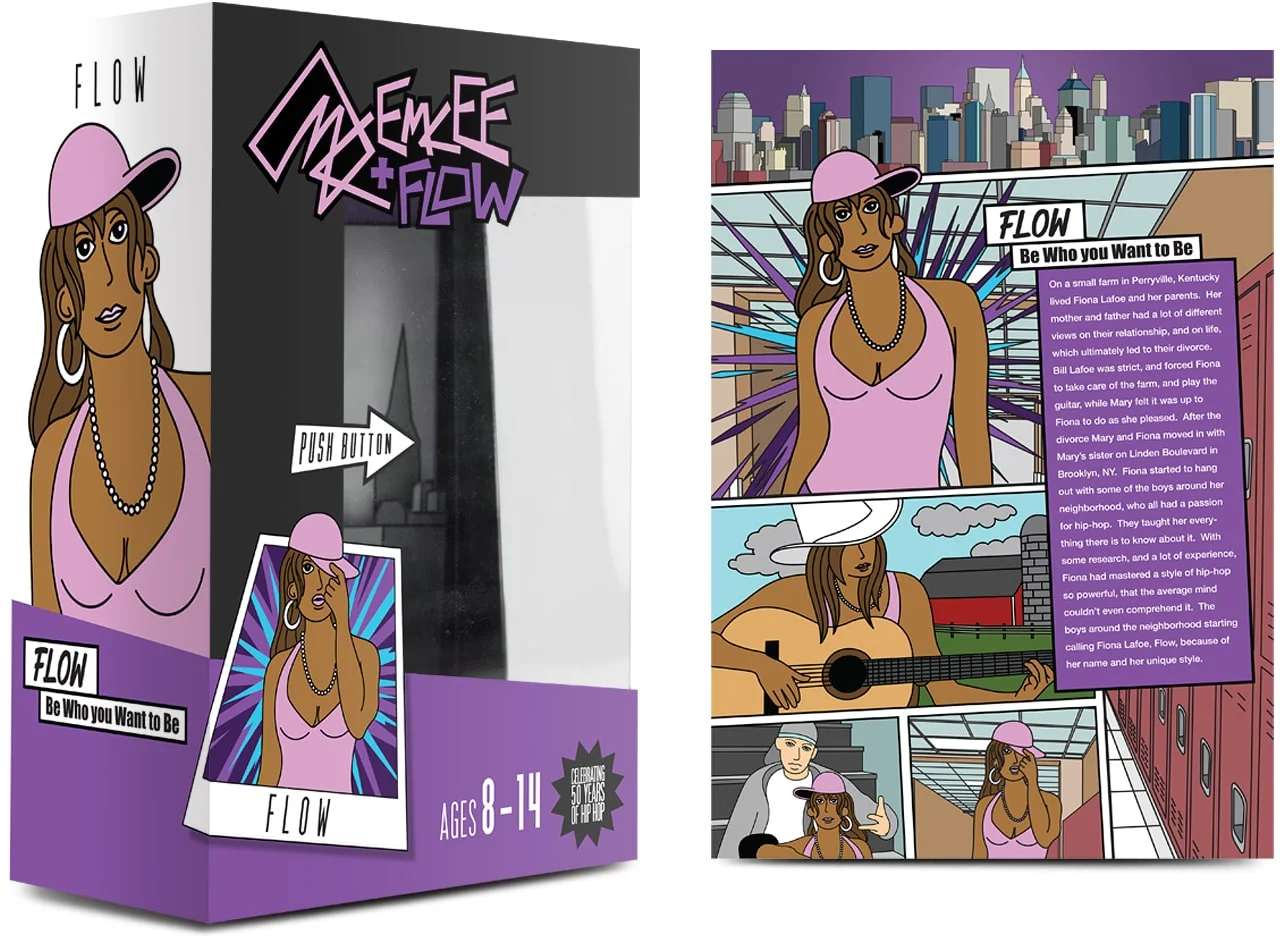 FLOW
EMCEE
+FLOW
PUSH BUTTON
FLOW
Be Who you Want to Be
FLOW
AGES 8-14
CELEBRATING
50 YEARS
OF HIP HOP
FLOW
Be Who You Want to Be
On a small farm in Perryville, Kentucky
lived Fiona Lafoe and her parents. Her
mother and father had a lot of different
views on their relationship, and on life,
which ultimately led to their divorce.
Bill Lafoe was strict, and forced Fiona
to take care of the farm, and play the
guitar, while Mary felt it was up to
Fiona to do as she pleased. After the
divorce Mary and Fiona moved in with
Mary's sister on Linden Boulevard in
Brooklyn, NY. Fiona started to hang
out with some of the boys around her
neighborhood, who all had a passion
for hip-hop. They taught her every-
thing there is to know about it. With
some research, and a lot of experience,
Fiona had mastered a style of hip-hop
so powerful, that the average mind
couldn't even comprehend it. The
boys around the neighborhood starting
calling Fiona Lafoe, Flow, because of
her name and her unique style.